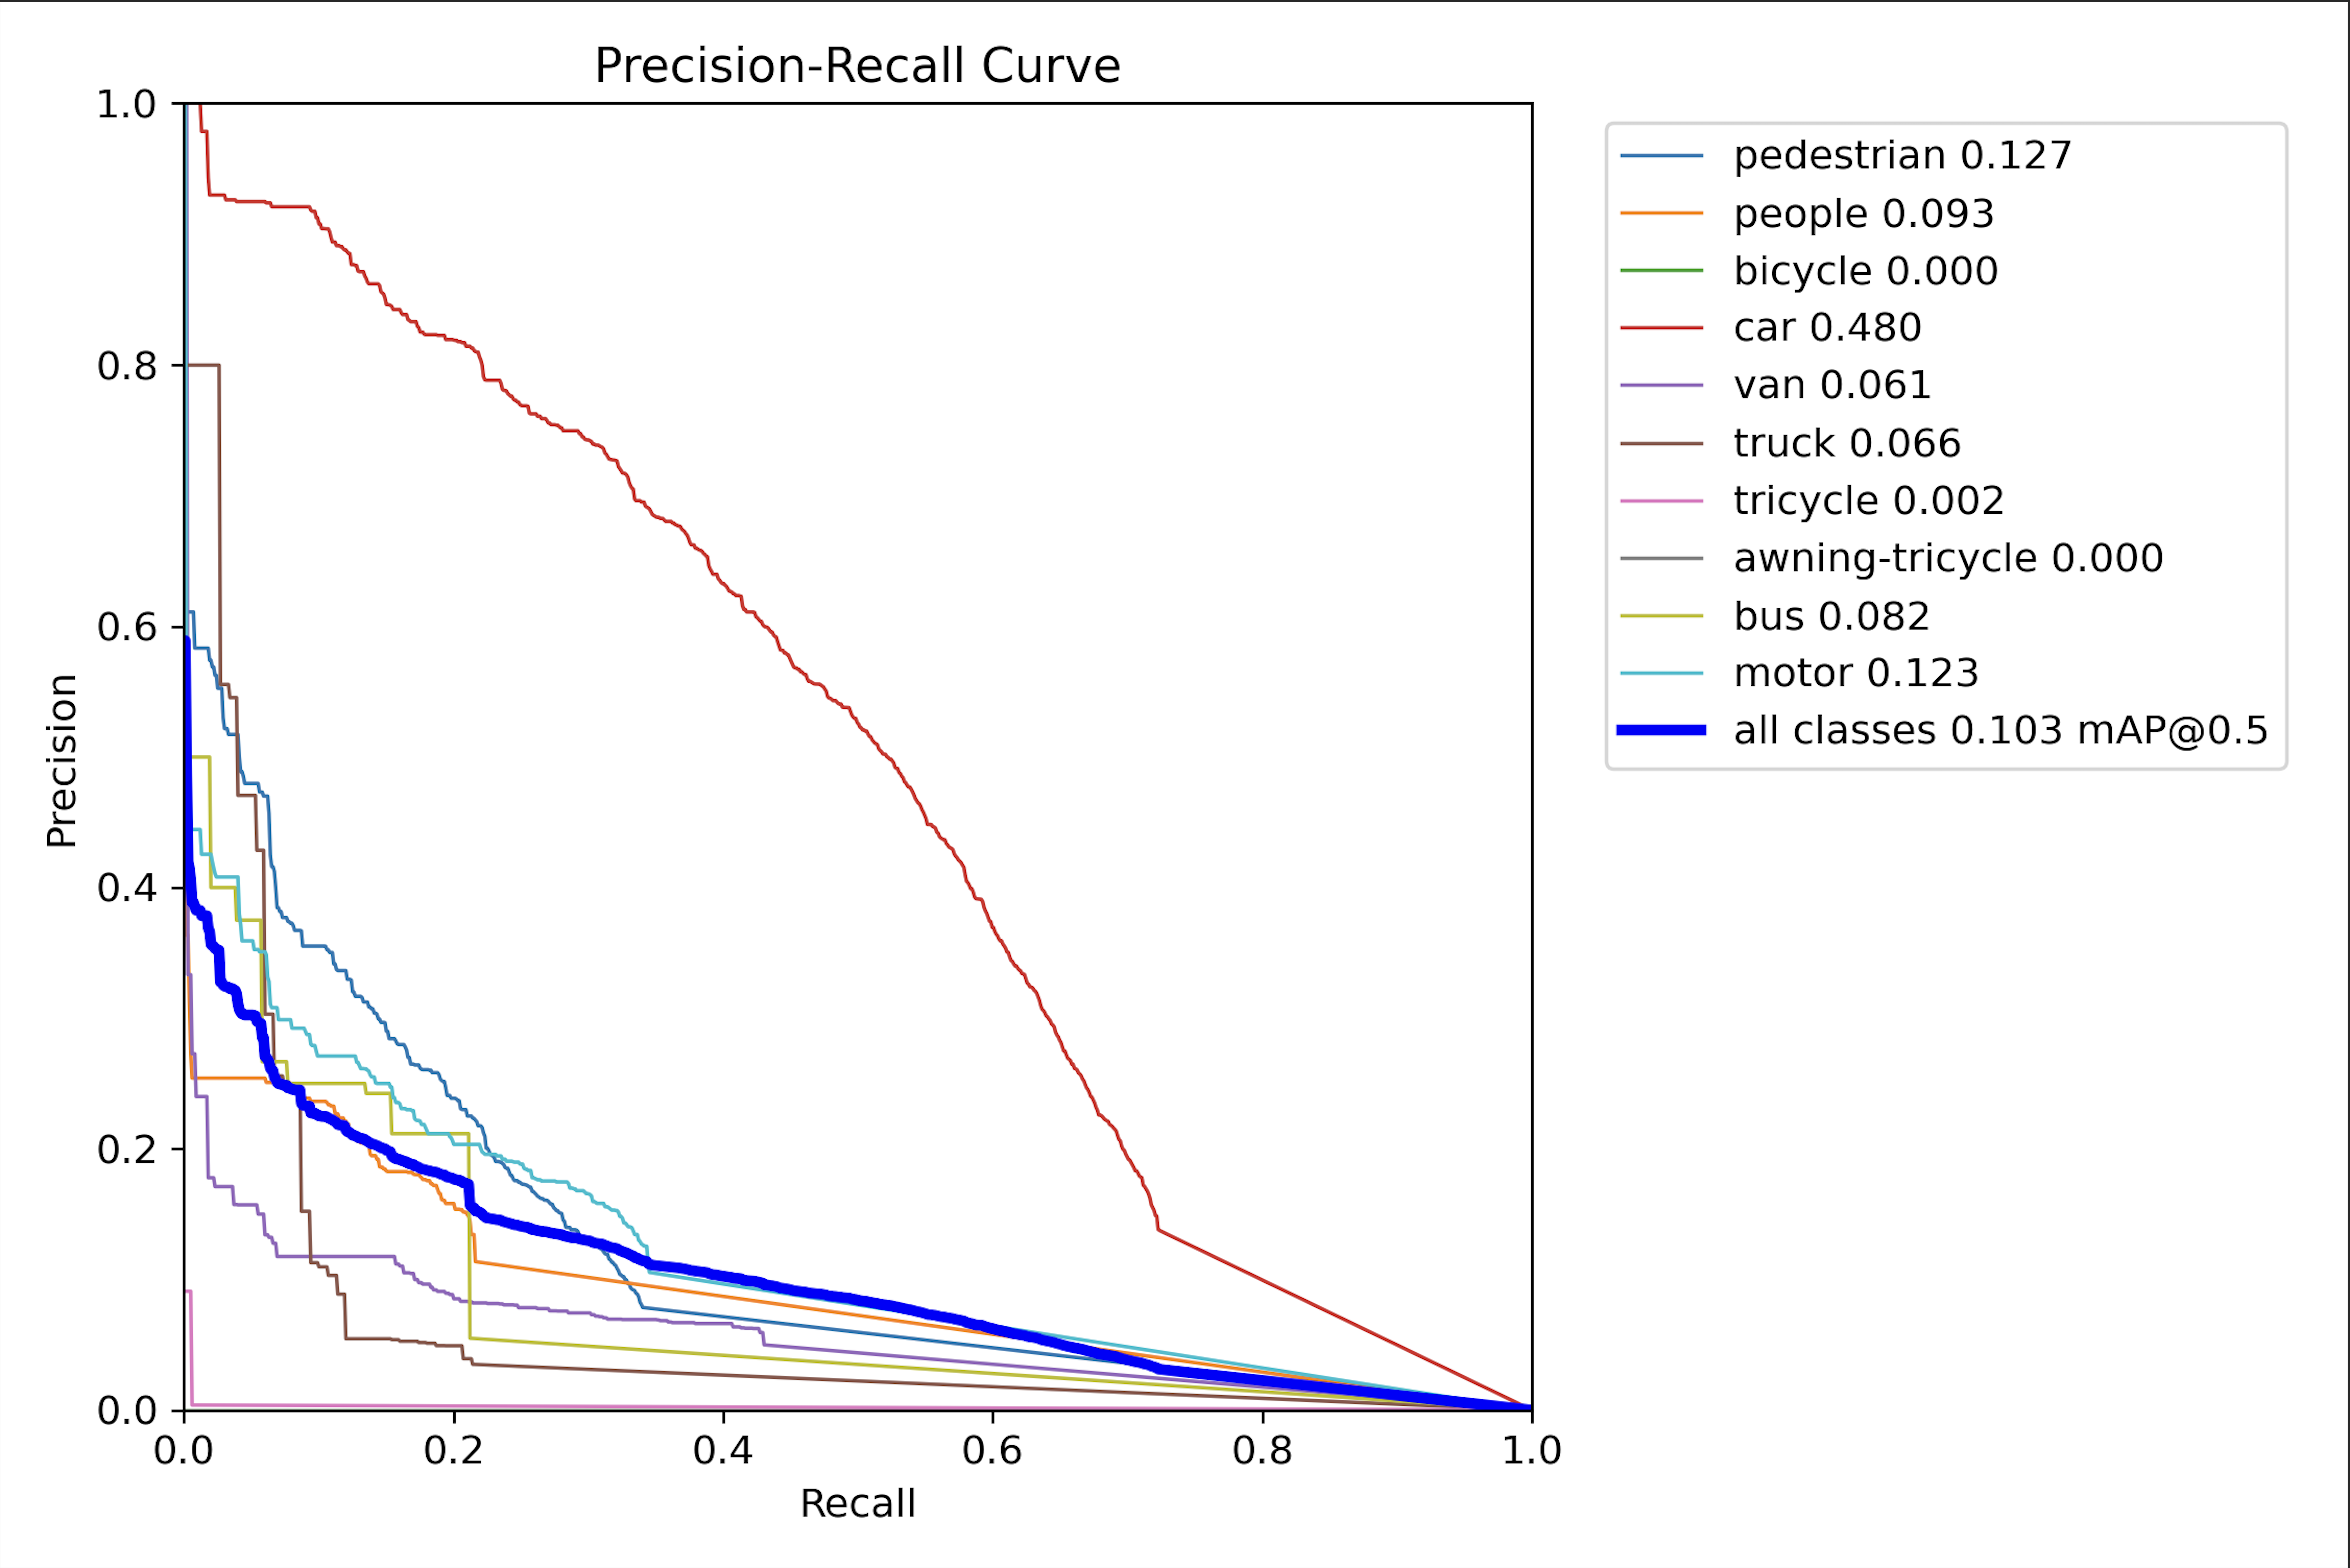 Precision-Recall Curve
1.0
0.8
0.6
0.4
0.2
0.0
Precision
0.0 0.2 0.4 0.6 0.8 1.0
Recall
pedestrian 0.127
people 0.093
bicycle 0.000
car 0.480
van 0.061
truck 0.066
tricycle 0.002
awning-tricycle 0.000
bus 0.082
motor 0.123
all classes 0.103 mAP@0.5